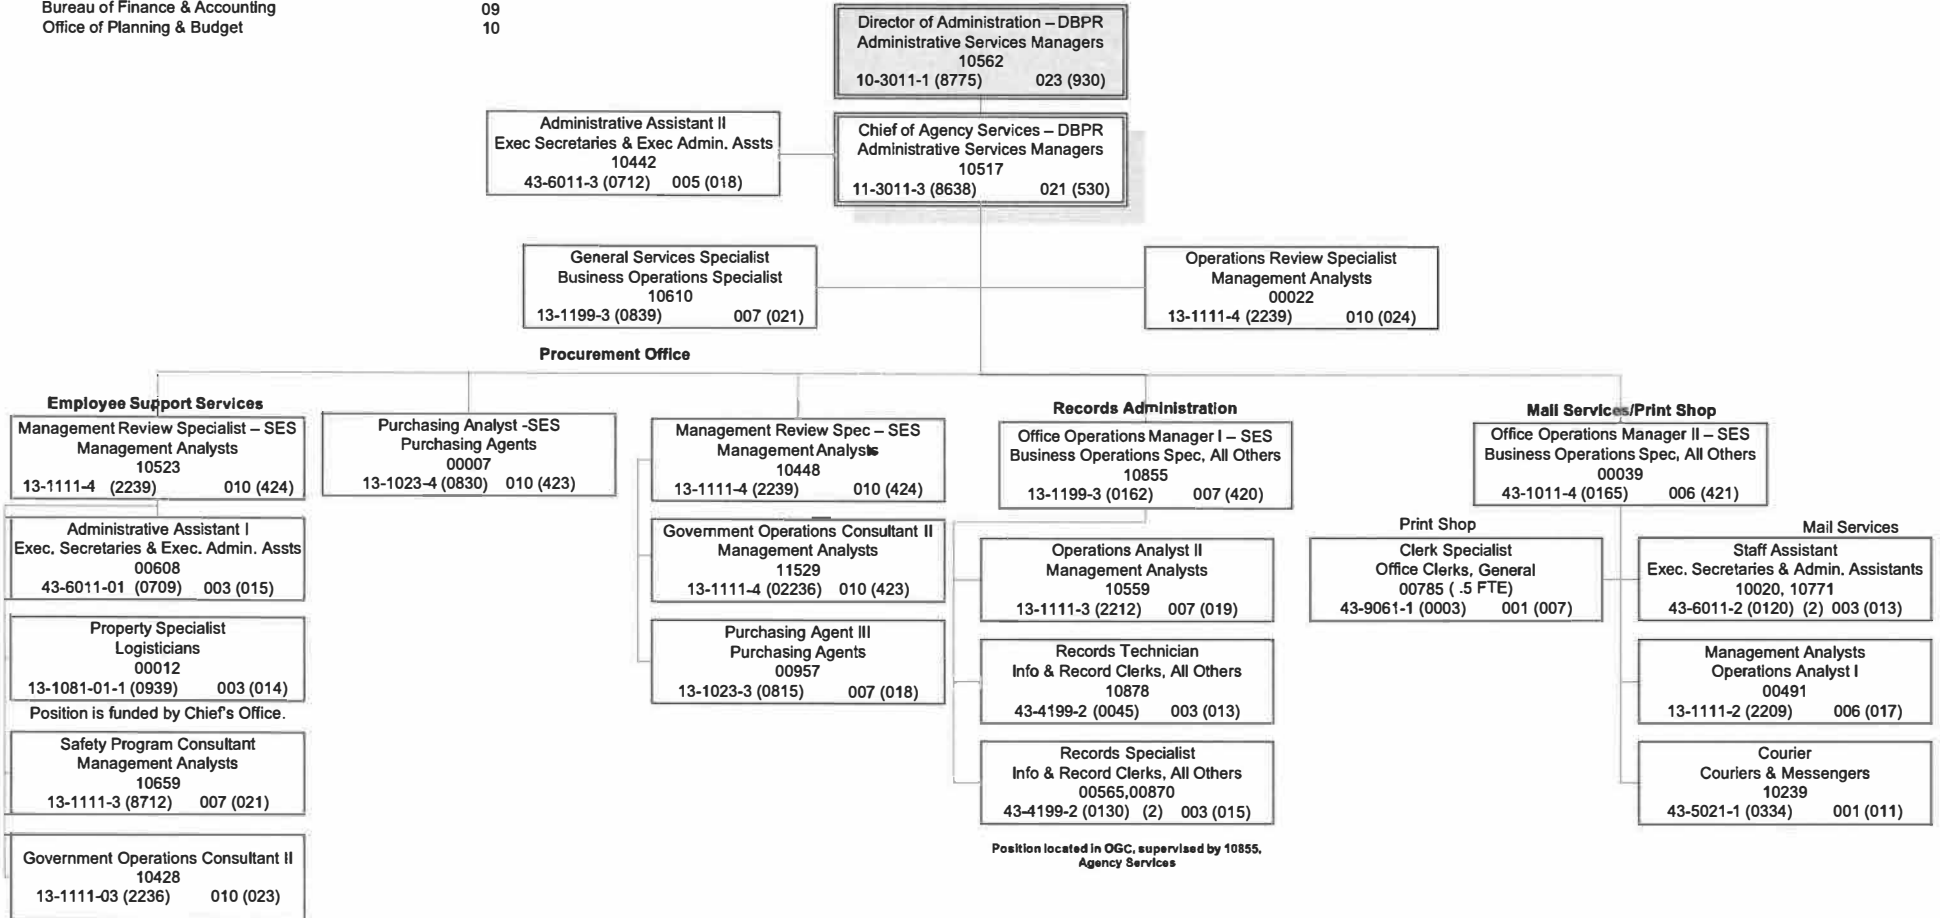 Bureau of Finance & Accounting 09
Office of Planning & Budget 10
Director of Administration – DBPR
Administrative Services Managers
10562
10-3011-1 (8775) 023 (930)
Administrative Assistant II
Exec Secretaries & Exec Admin. Assts
10442
43-6011-3 (0712) 005 (018)
Chief of Agency Services – DBPR
Administrative Services Managers
10517
11-3011-3 (8638) 021 (530)
General Services Specialist
Business Operations Specialist
10610
13-1199-3 (0839) 007 (021)
Operations Review Specialist
Management Analysts
00022
13-1111-4 (2239) 010 (024)
Procurement Office
Employee Support Services
Management Review Specialist – SES
Management Analysts
10523
13-1111-4 (2239) 010 (424)
Administrative Assistant I
Exec. Secretaries & Exec. Admin. Assts
00608
43-6011-01 (0709) 003 (015)
Property Specialist
Logisticians
00012
13-1081-01-1 (0939) 003 (014)
Position is funded by Chief's Office.
Safety Program Consultant
Management Analysts
10659
13-1111-3 (8712) 007 (021)
Government Operations Consultant II
10428
13-1111-03 (2236) 010 (023)
Purchasing Analyst -SES
Purchasing Agents
00007
13-1023-4 (0830) 010 (423)
Management Review Spec – SES
Management Analysts
10448
13-1111-4 (2239) 010 (424)
Government Operations Consultant II
Management Analysts
11529
13-1111-4 (02236) 010 (423)
Purchasing Agent III
Purchasing Agents
00957
13-1023-3 (0815) 007 (018)
Records Administration
Office Operations Manager I – SES
Business Operations Spec, All Others
10855
13-1199-3 (0162) 007 (420)
Operations Analyst II
Management Analysts
10559
13-1111-3 (2212) 007 (019)
Records Technician
Info & Record Clerks, All Others
10878
43-4199-2 (0045) 003 (013)
Records Specialist
Info & Record Clerks, All Others
00565,00870
43-4199-2 (0130) (2) 003 (015)
Position located in OGC, supervised by 10855,
Agency Services
Mail Services/Print Shop
Office Operations Manager II – SES
Business Operations Spec, All Others
00039
43-1011-4 (0165) 006 (421)
Print Shop
Clerk Specialist
Office Clerks, General
00785 ( .5 FTE)
43-9061-1 (0003) 001 (007)
Mail Services
Staff Assistant
Exec. Secretaries & Admin. Assistants
10020, 10771
43-6011-2 (0120) (2) 003 (013)
Management Analysts
Operations Analyst I
00491
13-1111-2 (2209) 006 (017)
Courier
Couriers & Messengers
10239
43-5021-1 (0334) 001 (011)